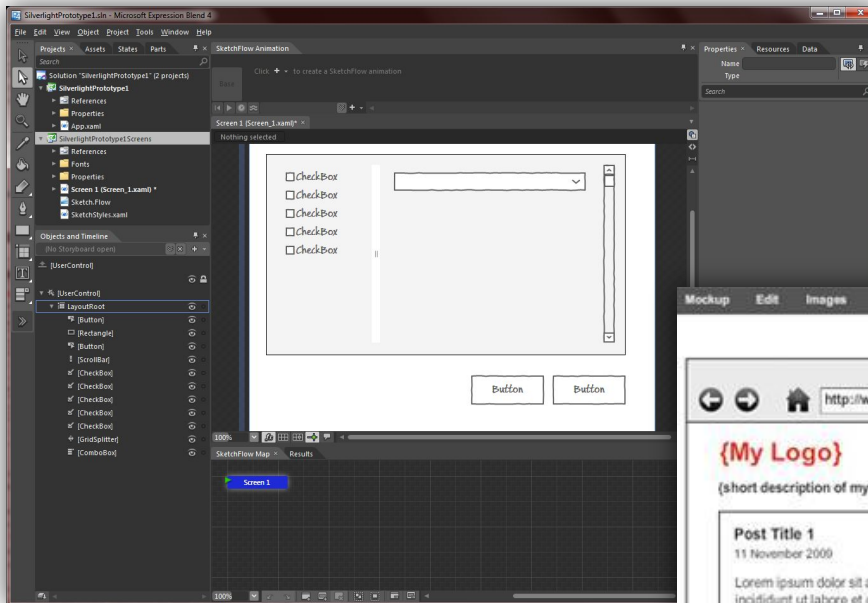 SilverlightPrototype1.sln - Microsoft Expression Blend 4
File Edit View Object Project Tools Window Help
Projects × Assets States Parts
Search
Solution "SilverlightPrototype1" (2 projects)
SilverlightPrototype1
References
Properties
App.xaml
SilverlightPrototype1Screens
References
Fonts
Properties
Screen 1 (Screen_1.xaml) *
Sketch.Flow
SketchStyles.xaml
Objects and Timeline
(No Storyboard open)
[UserControl]
[UserControl]
LayoutRoot
[Button]
[Rectangle]
[Button]
[ScrollBar]
[CheckBox]
[CheckBox]
[CheckBox]
[CheckBox]
[CheckBox]
[GridSplitter]
[ComboBox]
SketchFlow Animation
Click + to create a SketchFlow animation
Base
Screen 1 (Screen_1.xaml)* ×
Nothing selected
CheckBox
CheckBox
CheckBox
CheckBox
CheckBox
Button Button
100%
SketchFlow Map × Results
Screen 1
100%
Properties × Resources Data
Name
Type
Search
Mockup Edit Images
http://w
{My Logo}
{short description of my
Post Title 1
11 November 2009
Lorem ipsum dolor sit a
incididunt ut labore et